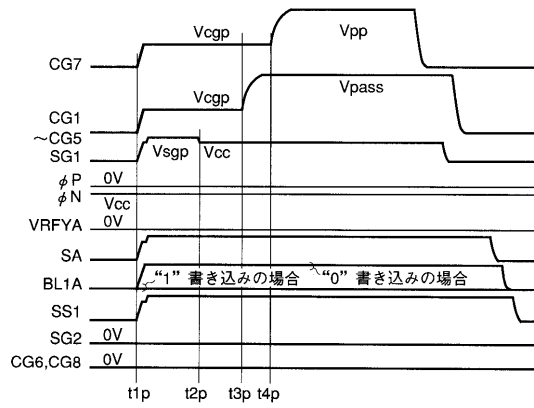 Vcgp Vpp
CG7
Vcgp Vpass
CG1
~CG5
SG1 Vsgp Vcc
φP 0V
φN
Vcc
VRFYA 0V
SA
BL1A "1" 書き込みの場合 "0" 書き込みの場合
SS1
SG2 0V
CG6,CG8 0V
t1p t2p t3p t4p